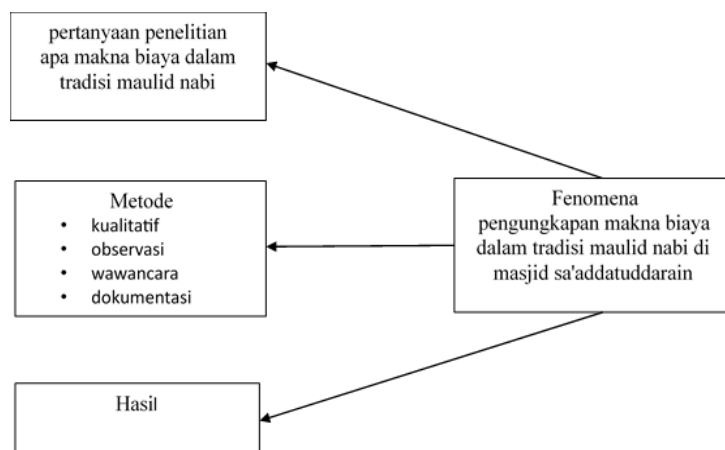 pertanyaan penelitian
apa makna biaya dalam
tradisi maulid nabi
Metode
• kualitatif
• observasi
• wawancara
• dokumentasi
Hasil
Fenomena
pengungkapan makna biaya
dalam tradisi maulid nabi di
masjid sa'addatuddarain